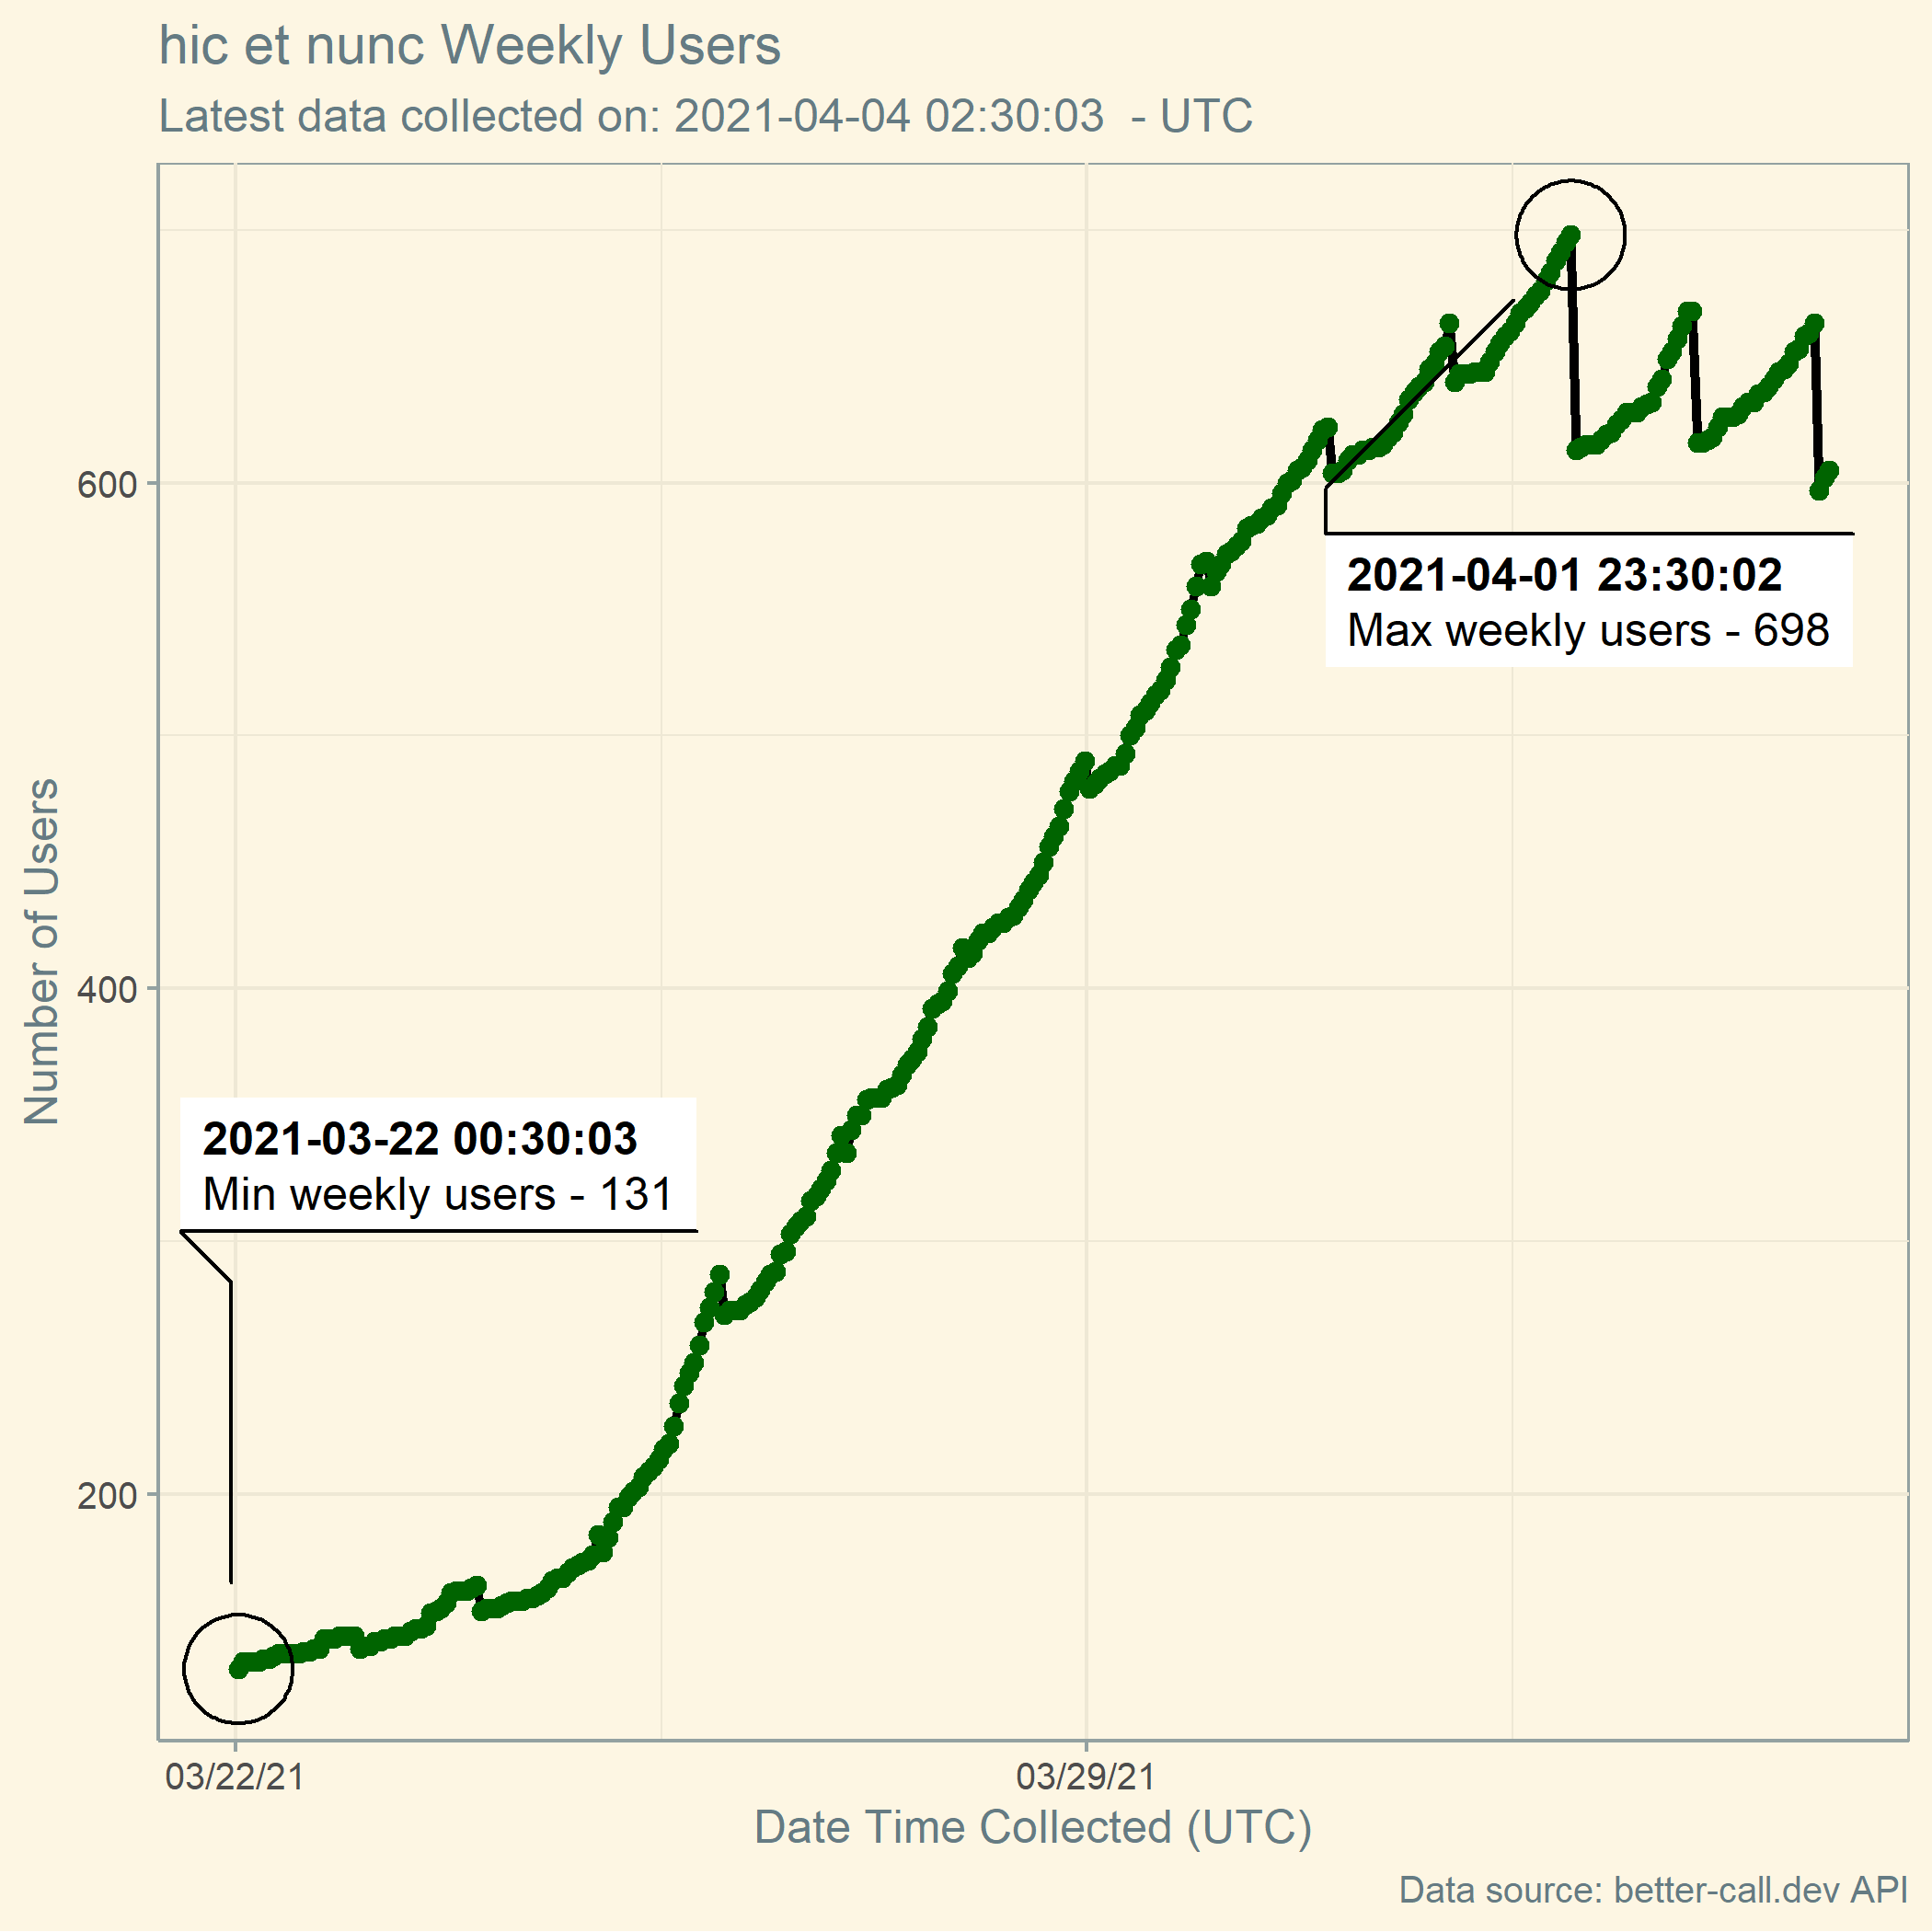 hic et nunc Weekly Users
Latest data collected on: 2021-04-04 02:30:03  - UTC
Number of Users
600
400
200
2021-04-01 23:30:02
Max weekly users - 698
2021-03-22 00:30:03
Min weekly users - 131
03/22/21
03/29/21
Date Time Collected (UTC)
Data source: better-call.dev API